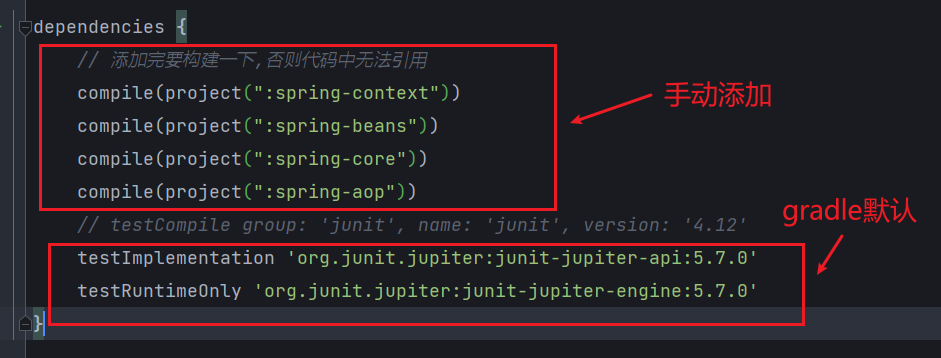 dependencies {
// 添加完要构建一下,否则代码中无法引用
compile(project(":spring-context"))
手动添加
compile(project(":spring-beans"))
compile(project(":spring-core"))
compile(project(":spring-aop"))
// testCompile group: 'junit', name: 'junit', version: '4.12'
gradle默认
testImplementation 'org.junit.jupiter:junit-jupiter-api:5.7.0'
testRuntimeOnly 'org.junit.jupiter:junit-jupiter-engine:5.7.0'
}